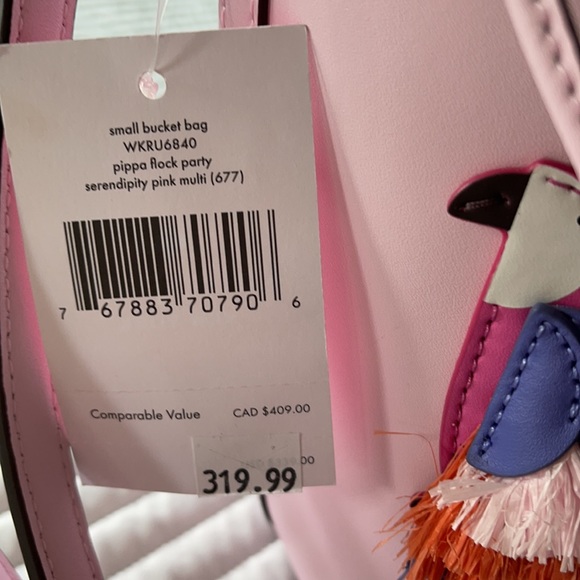 small bucket bag
WKRU6840
pippa flock party
serendipity pink multi (677)
7 67883 70790 6
Comparable Value CAD $409.00
319.99